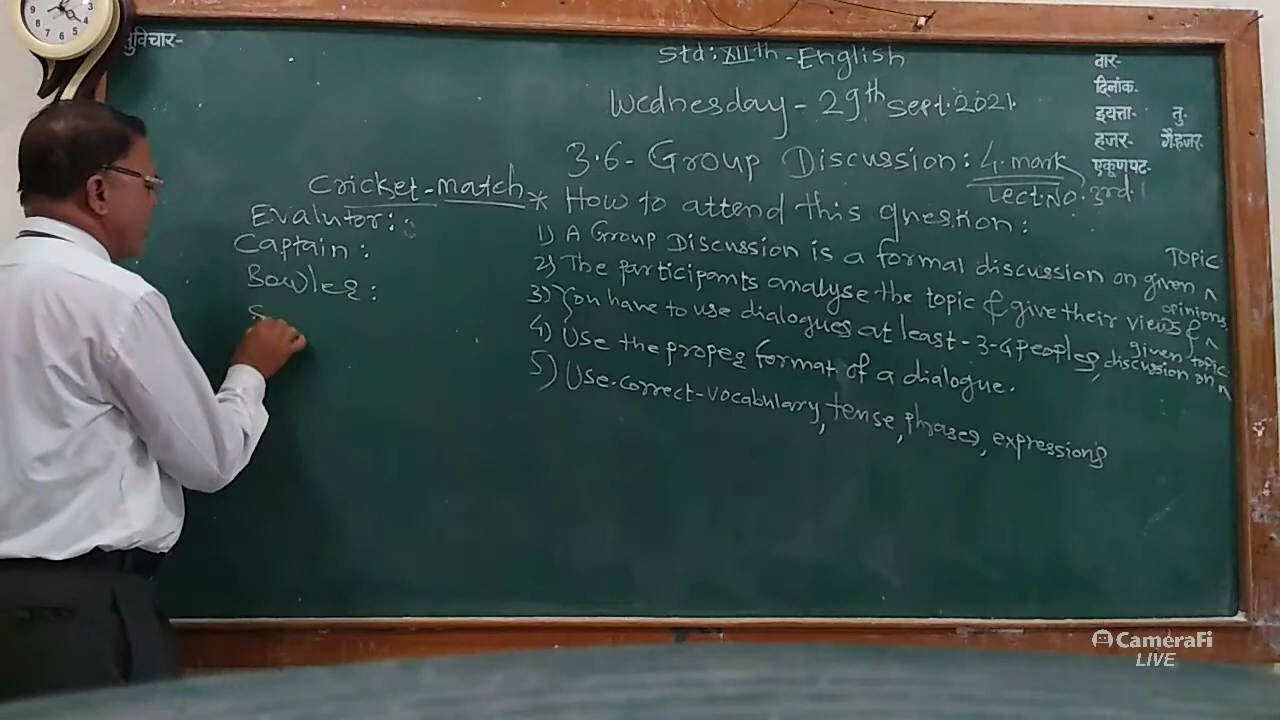 सुविचार-
Std: XIIth - English
Wednesday - 29th Sept. 2021.
3.6 - Group Discussion: 4. mark
Lect. No. 3rd.
वार-
दिनांक-
इयत्ता- तु-
हजर- गैरहजर-
एकूणपट-
Cricket-match
Evalutor:
Captain:
Bowler:
S
* How to attend this question:
1) A Group Discussion is a formal discussion on given ^ Topic.
2) The participants analyse the topic & give their views & ^ opinions.
3) You have to use dialogues at least - 3-4 peoples, discussion on ^ given topic.
4) Use the proper format of a dialogue.
5) Use correct-vocabulary, tense, phrases, expressions
CameraFi
LIVE